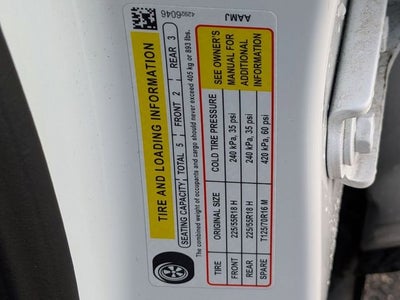 42926046
AAMJ
TIRE AND LOADING INFORMATION
SEATING CAPACITY TOTAL 5 FRONT 2 REAR 3
The combined weight of occupants and cargo should never exceed 405 kg or 893 lbs.
TIRE ORIGINAL SIZE COLD TIRE PRESSURE
FRONT 225/55R18 H 240 kPa, 35 psi
REAR 225/55R18 H 240 kPa, 35 psi
SPARE T125/70R16 M 420 kPa, 60 psi
SEE OWNER'S
MANUAL FOR
ADDITIONAL
INFORMATION